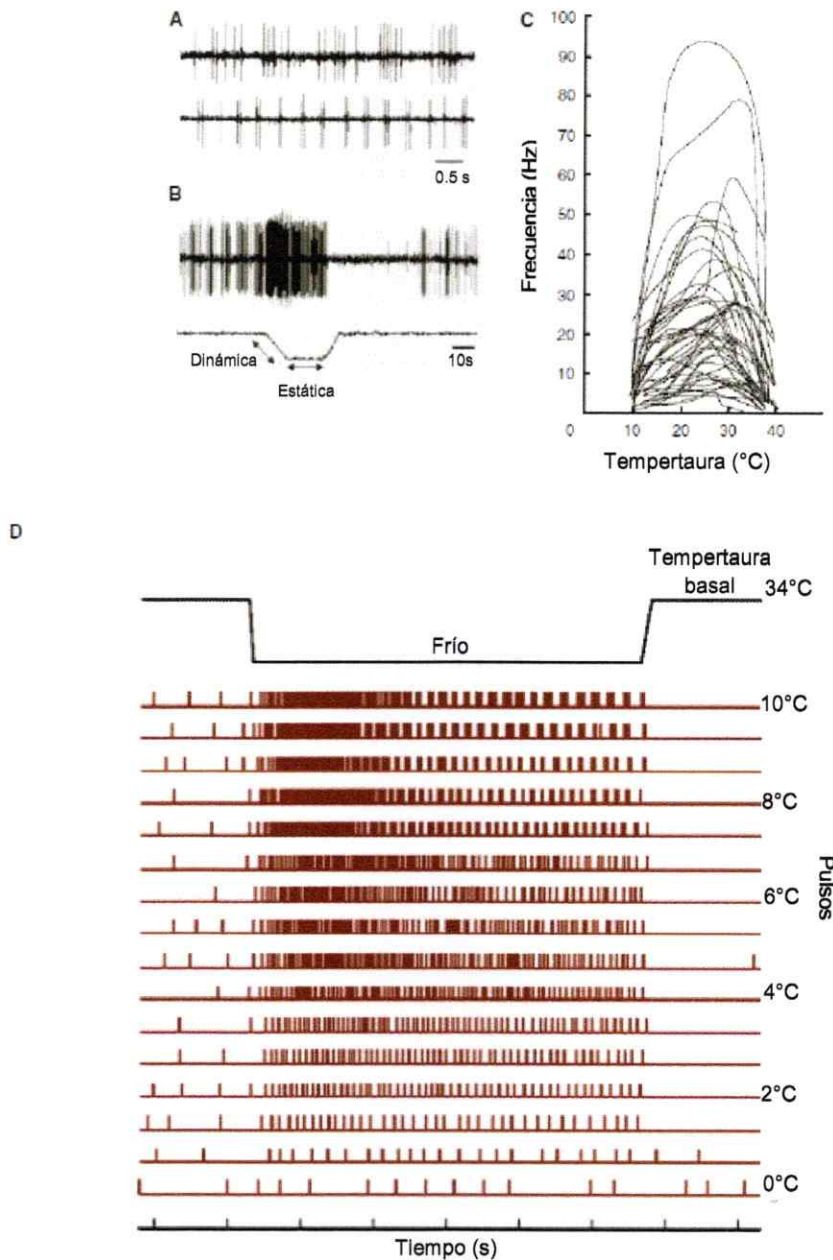 A
0.5 s
B
Dinámica
Estática
10s
C
100
90
80
70
60
50
40
30
20
10
0
10
20
30
40
Frecuencia (Hz)
Tempertaura (°C)
D
Tempertaura
basal
34°C
Frío
10°C
8°C
6°C
4°C
2°C
0°C
Pulsos
Tiempo (s)